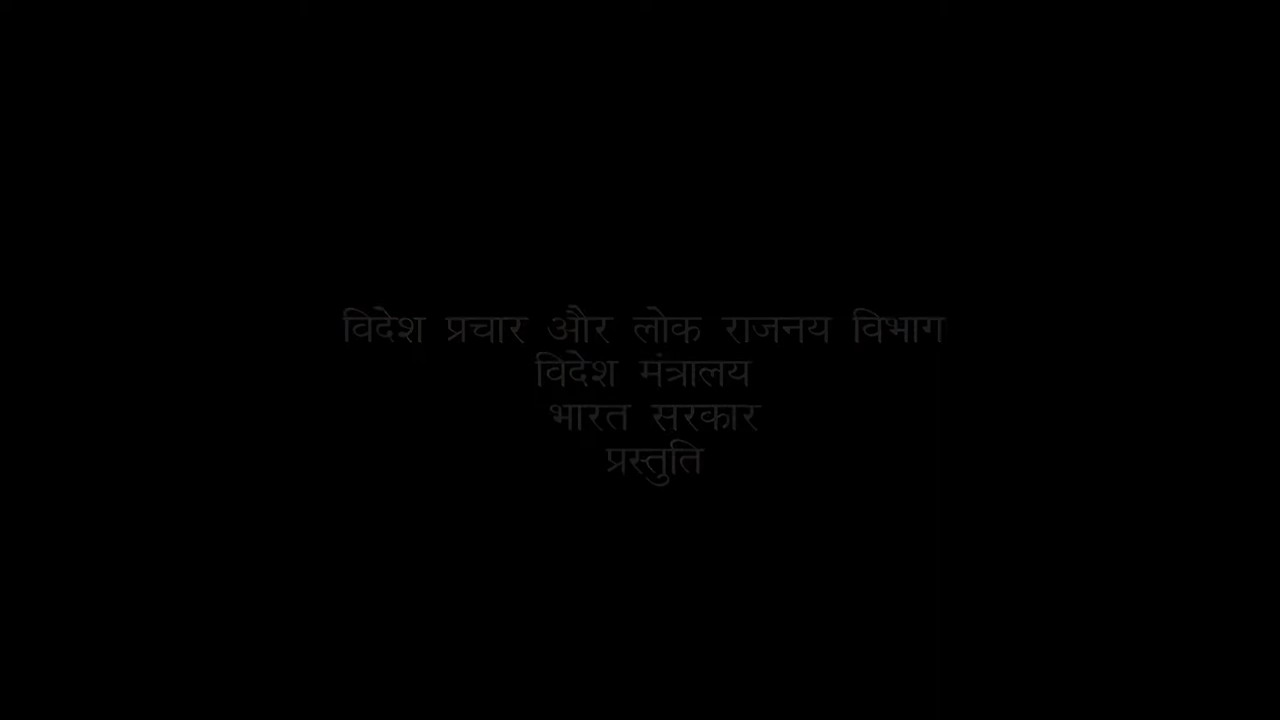 विदेश प्रचार और लोक राजनय विभाग
विदेश मंत्रालय
भारत सरकार
प्रस्तुति